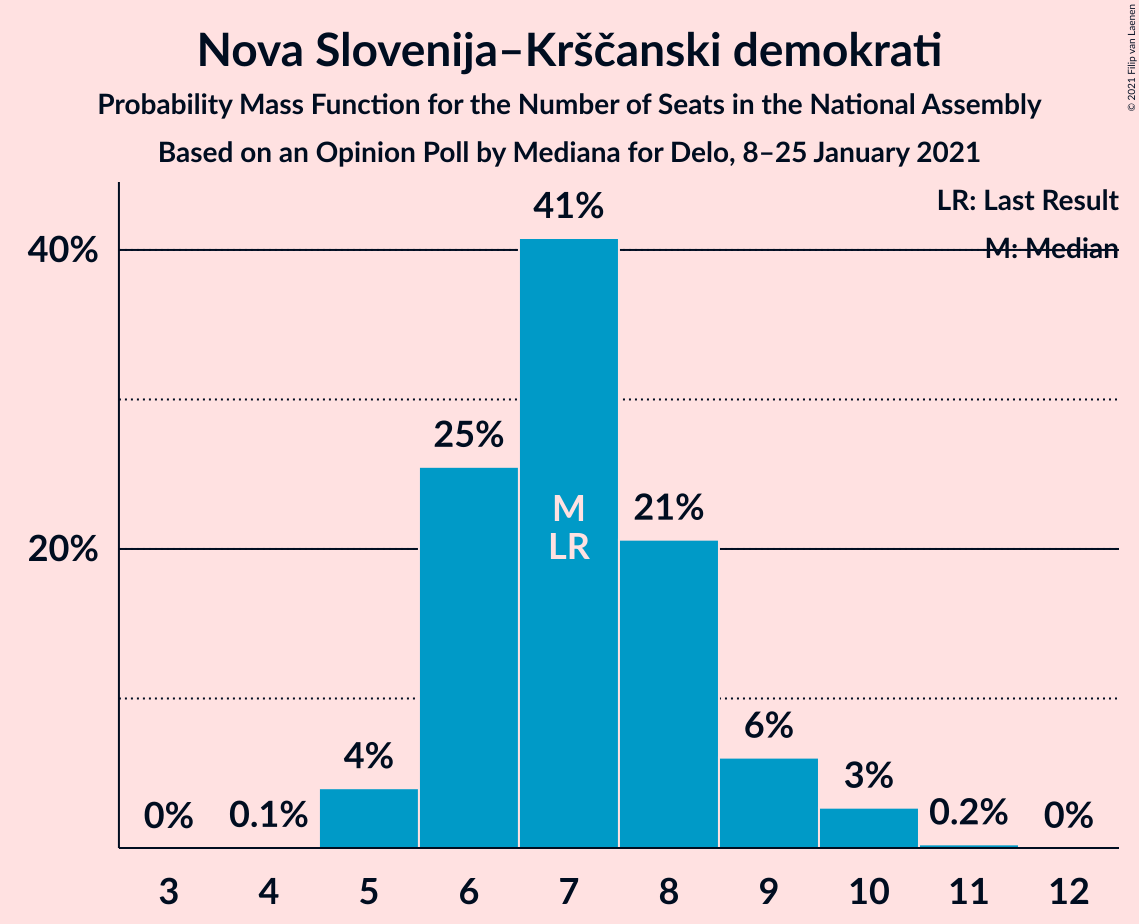 © 2021 Filip van Laenen
Nova Slovenija–Krščanski demokrati
Probability Mass Function for the Number of Seats in the National Assembly
Based on an Opinion Poll by Mediana for Delo, 8–25 January 2021
LR: Last Result
M: Median
40%
20%
0%
0.1%
4%
25%
41%
M
LR
21%
6%
3%
0.2%
0%
3 4 5 6 7 8 9 10 11 12